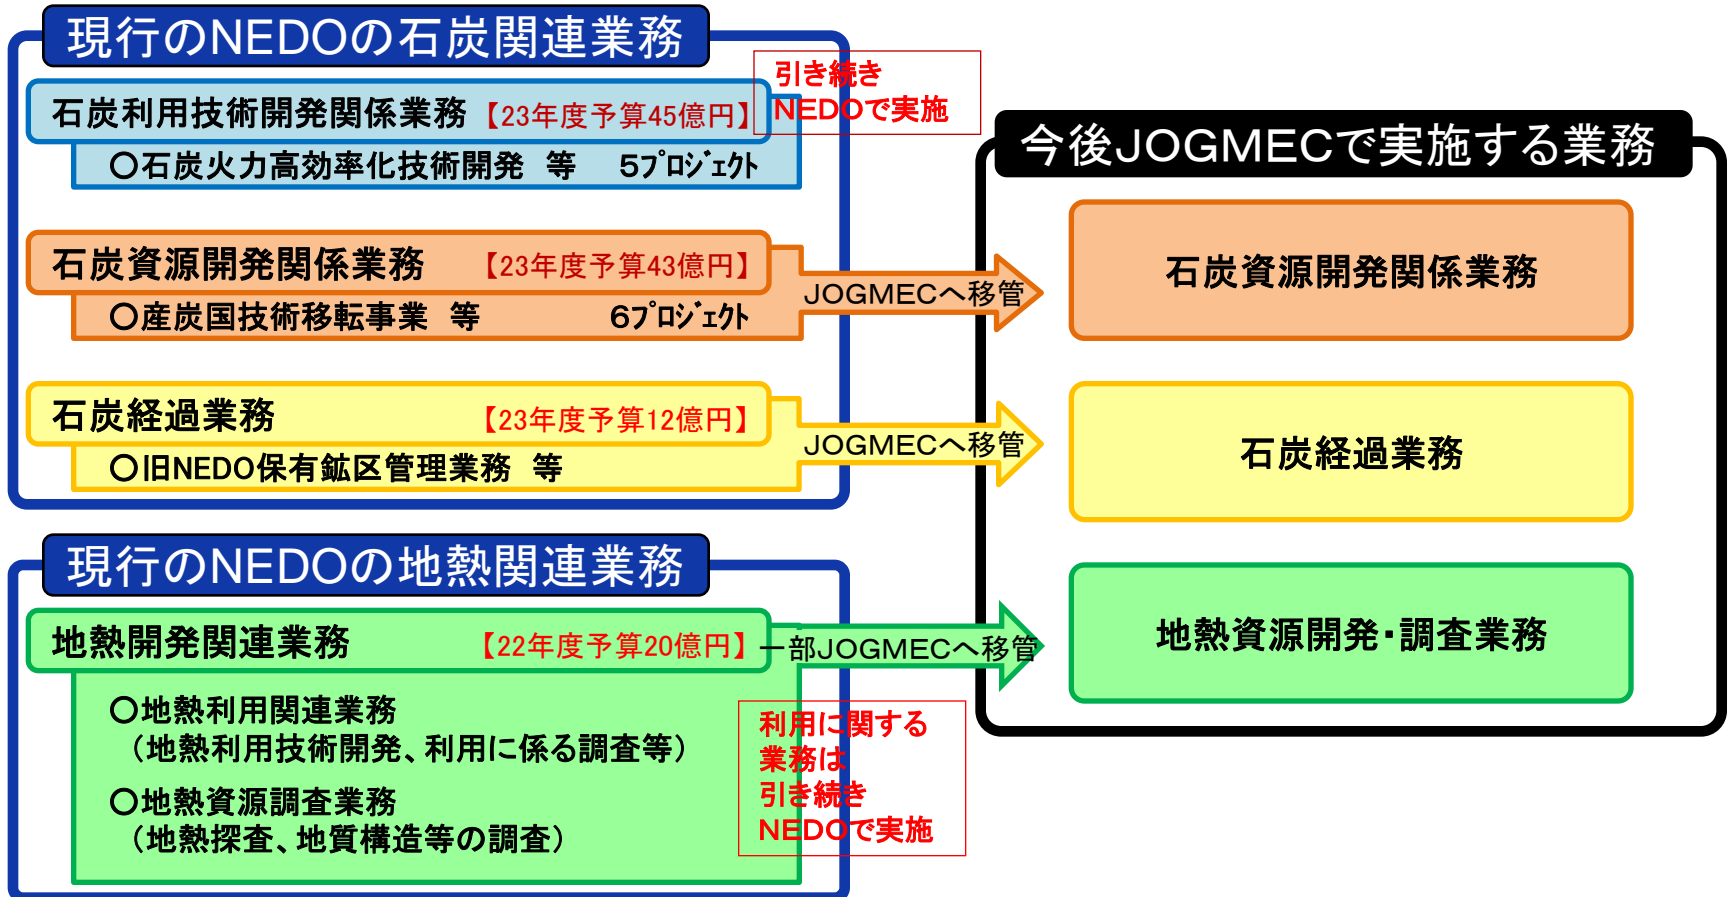 現行のNEDOの石炭関連業務
引き続き
NEDOで実施
石炭利用技術開発関係業務 【23年度予算45億円】
○石炭火力高効率化技術開発 等 5プロジェクト
石炭資源開発関係業務 【23年度予算43億円】
○産炭国技術移転事業 等 6プロジェクト
JOGMECへ移管
石炭経過業務 【23年度予算12億円】
○旧NEDO保有鉱区管理業務 等
JOGMECへ移管
現行のNEDOの地熱関連業務
地熱開発関連業務 【22年度予算20億円】
一部JOGMECへ移管
○地熱利用関連業務
（地熱利用技術開発、利用に係る調査等）
○地熱資源調査業務
（地熱探査、地質構造等の調査）
利用に関する
業務は
引き続き
NEDOで実施
今後JOGMECで実施する業務
石炭資源開発関係業務
石炭経過業務
地熱資源開発・調査業務